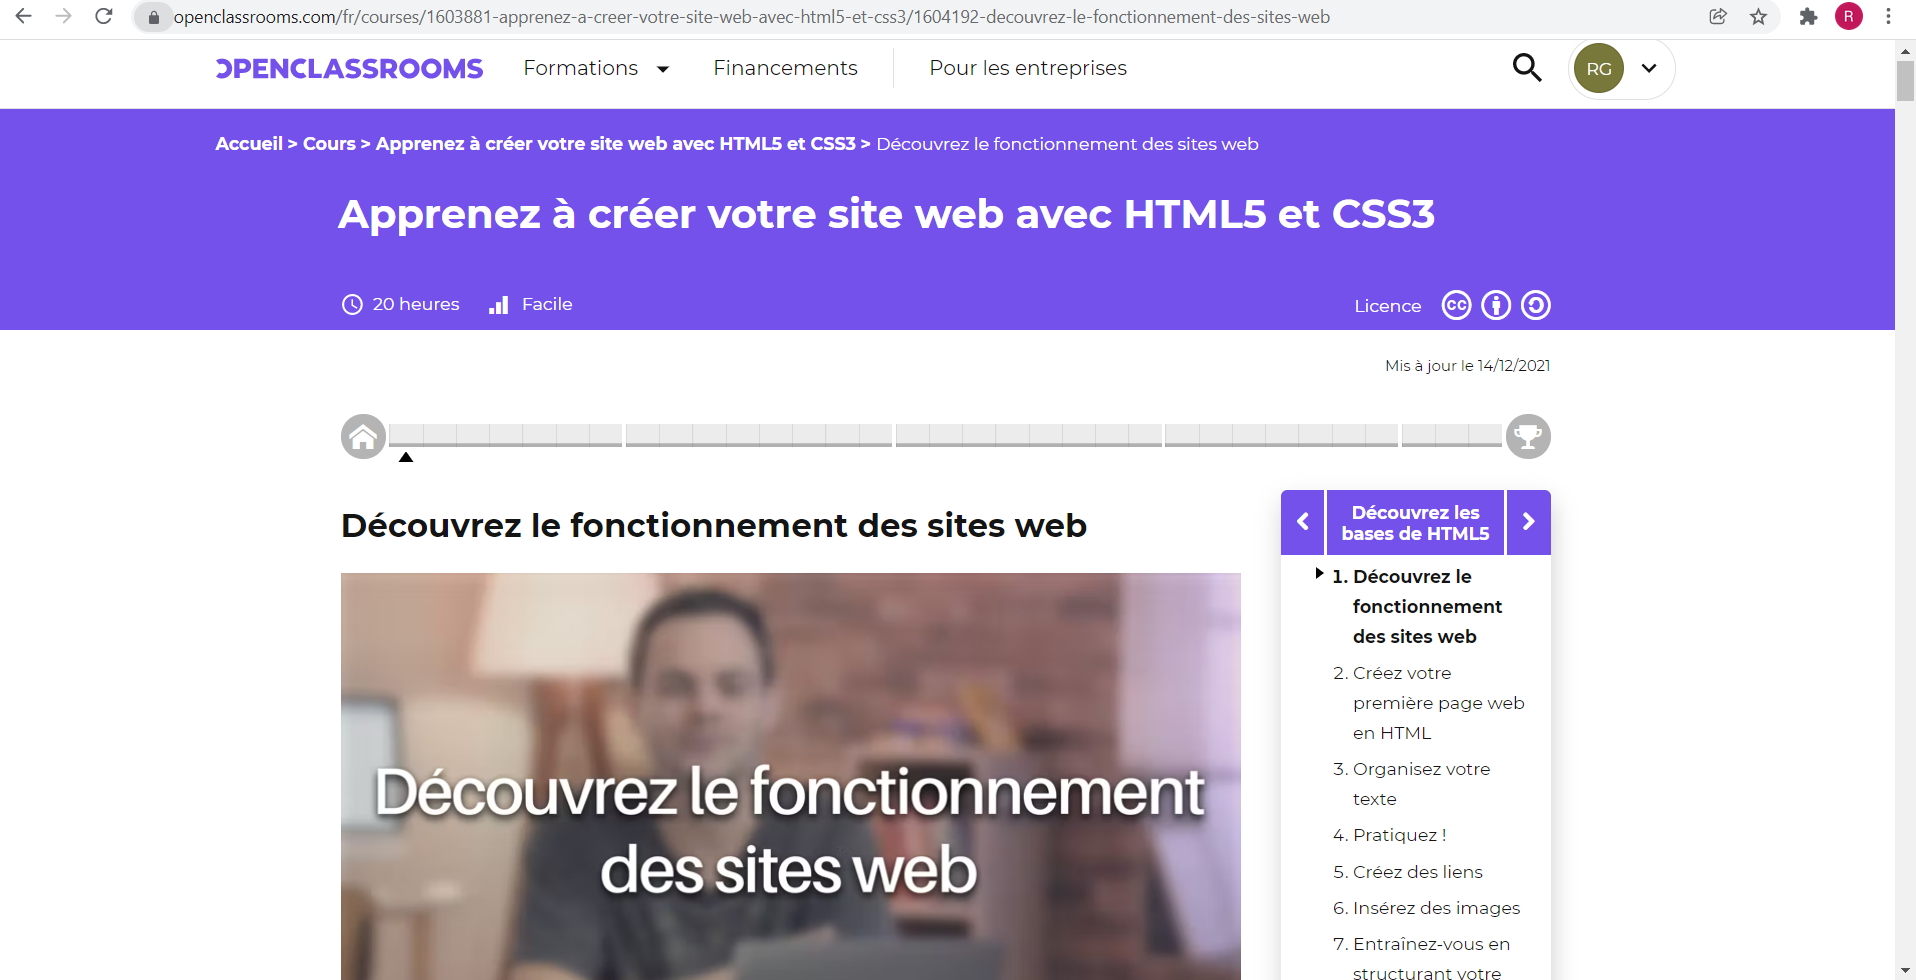 openclassrooms.com/fr/courses/1603881-apprenez-a-creer-votre-site-web-avec-html5-et-css3/1604192-decouvrez-le-fonctionnement-des-sites-web
R
OPENCLASSROOMS Formations Financements Pour les entreprises RG
Accueil > Cours > Apprenez à créer votre site web avec HTML5 et CSS3 > Découvrez le fonctionnement des sites web
Apprenez à créer votre site web avec HTML5 et CSS3
20 heures Facile Licence cc
Mis à jour le 14/12/2021
Découvrez le fonctionnement des sites web
Découvrez le fonctionnement
des sites web
Découvrez les
bases de HTML5
1. Découvrez le
fonctionnement
des sites web
2. Créez votre
première page web
en HTML
3. Organisez votre
texte
4. Pratiquez !
5. Créez des liens
6. Insérez des images
7. Entraînez-vous en
structurant votre